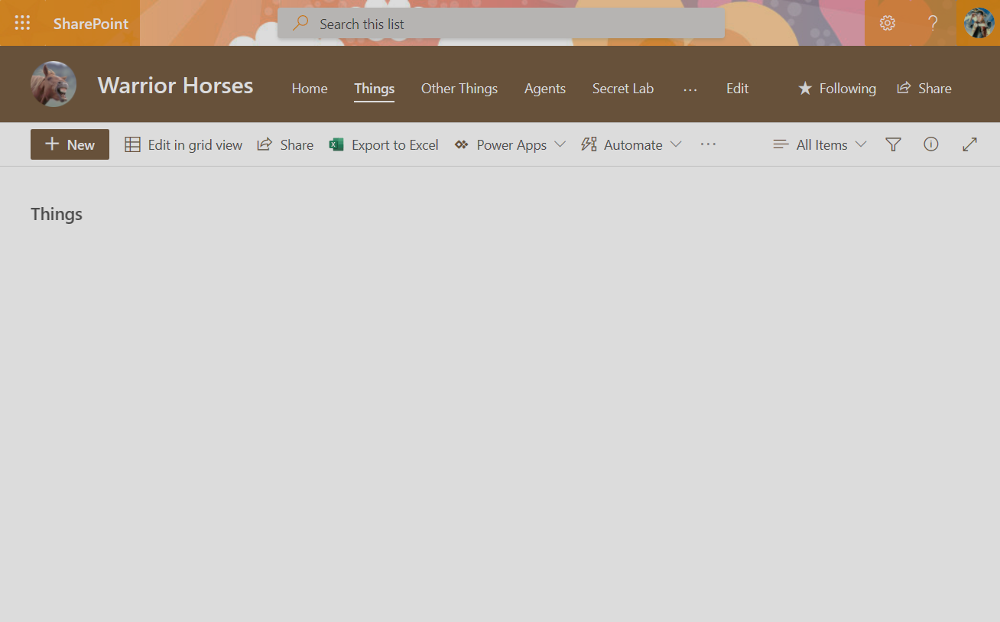 SharePoint
Search this list
?
Warrior Horses
Home Things Other Things Agents Secret Lab ... Edit
Following Share
New Edit in grid view Share Export to Excel Power Apps Automate ...
All Items
Things